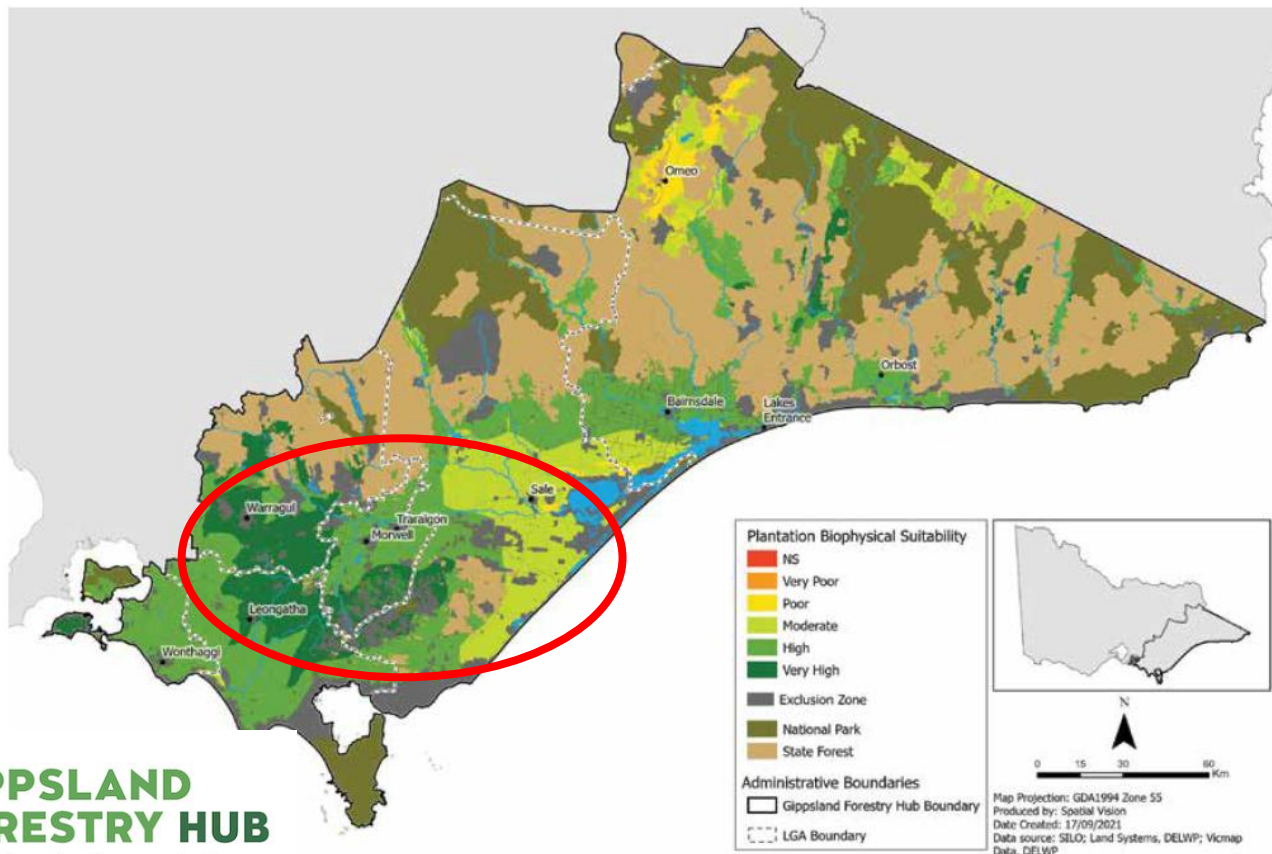 Omeo
Orbost
Bairnsdale
Lakes
Entrance
Sale
Warragul
Traralgon
Morwell
Leongatha
Wonthaggi
Plantation Biophysical Suitability
NS
Very Poor
Poor
Moderate
High
Very High
Exclusion Zone
National Park
State Forest
Administrative Boundaries
Gippsland Forestry Hub Boundary
LGA Boundary
N
0 15 30 60
Km
Map Projection: GDA1994 Zone 55
Produced by: Spatial Vision
Date Created: 17/09/2021
Data source: SILO; Land Systems, DELWP; Vicmap
Data, DELWP
PPSLAND
RESTRY HUB